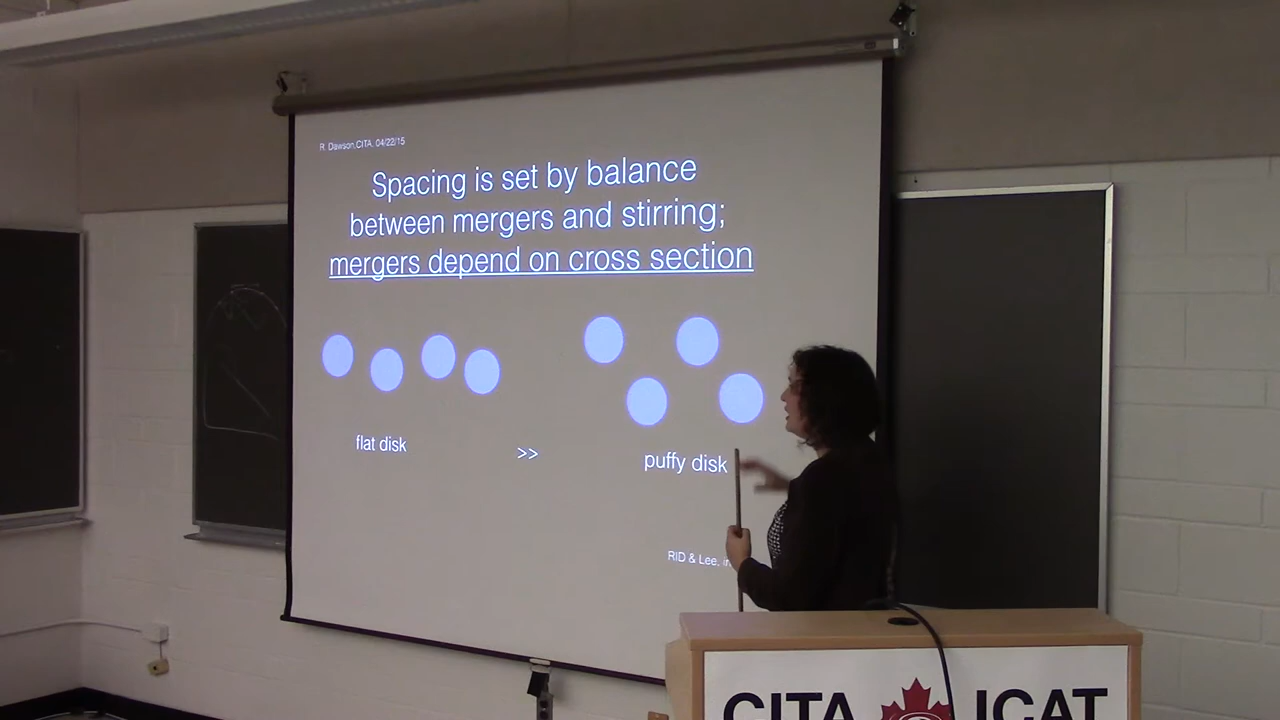 R. Dawson,CITA, 04/22/15
Spacing is set by balance
between mergers and stirring;
mergers depend on cross section
flat disk
>>
puffy disk
RID & Lee,
CITA ICAT